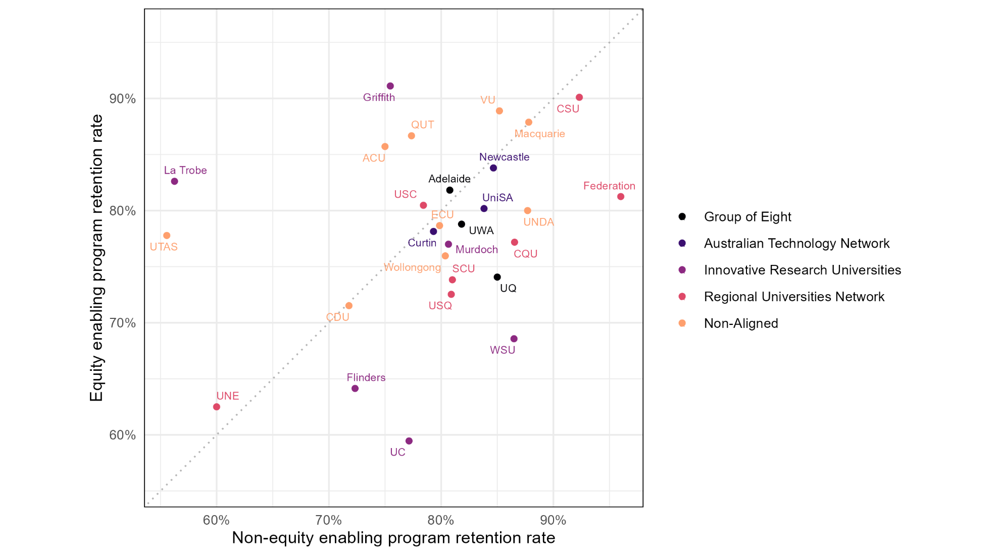 Equity enabling program retention rate
90%
80%
70%
60%
Griffith
VU
CSU
QUT
Macquarie
ACU
Newcastle
La Trobe
Adelaide
Federation
USC
UniSA
ECU
UNDA
UWA
Curtin
UTAS
Murdoch
CQU
Wollongong
SCU
UQ
USQ
CDU
WSU
Flinders
UNE
UC
60%
70%
80%
90%
Non-equity enabling program retention rate
Group of Eight
Australian Technology Network
Innovative Research Universities
Regional Universities Network
Non-Aligned